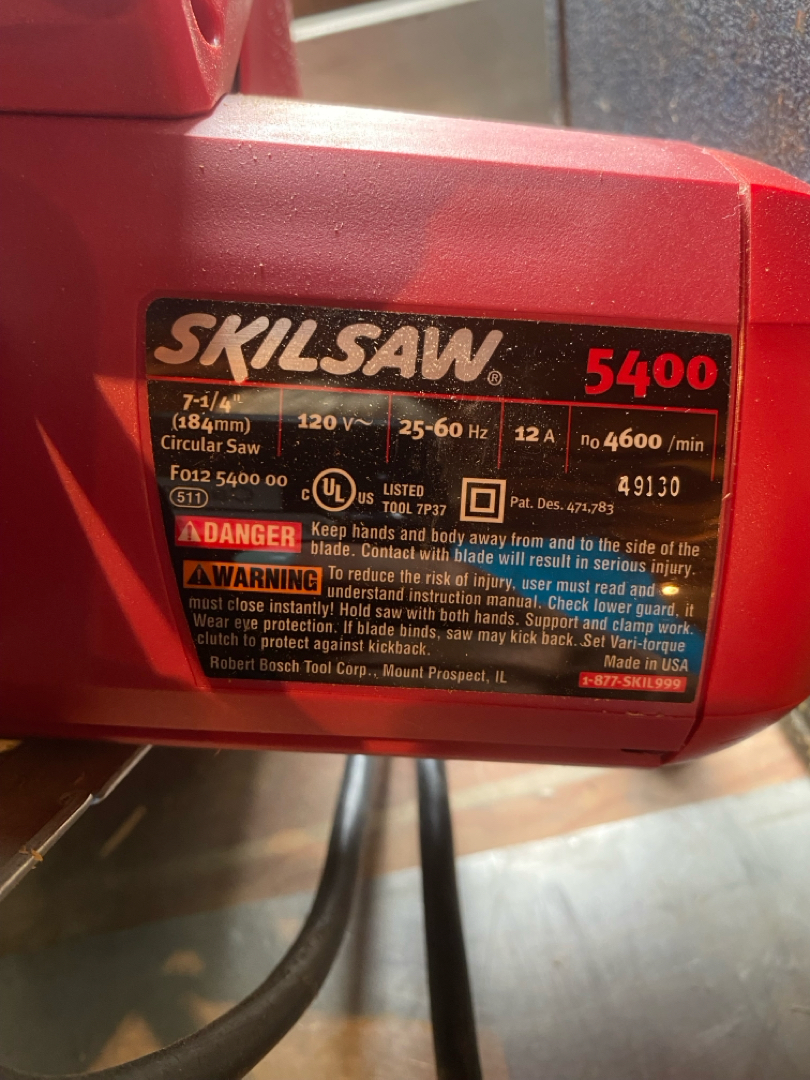 SKILSAW® 5400
7-1/4"
(184mm)
Circular Saw
120 V~
25-60 Hz
12 A
no 4600 /min
F012 5400 00
511
49130
C UL US LISTED
TOOL 7P37
Pat. Des. 471,783
DANGER Keep hands and body away from and to the side of the
blade. Contact with blade will result in serious injury.
WARNING To reduce the risk of injury, user must read and
understand instruction manual. Check lower guard, it
must close instantly! Hold saw with both hands. Support and clamp work.
Wear eye protection. If blade binds, saw may kick back. Set Vari-torque
clutch to protect against kickback.
Made in USA
Robert Bosch Tool Corp., Mount Prospect, IL
1-877-SKIL999